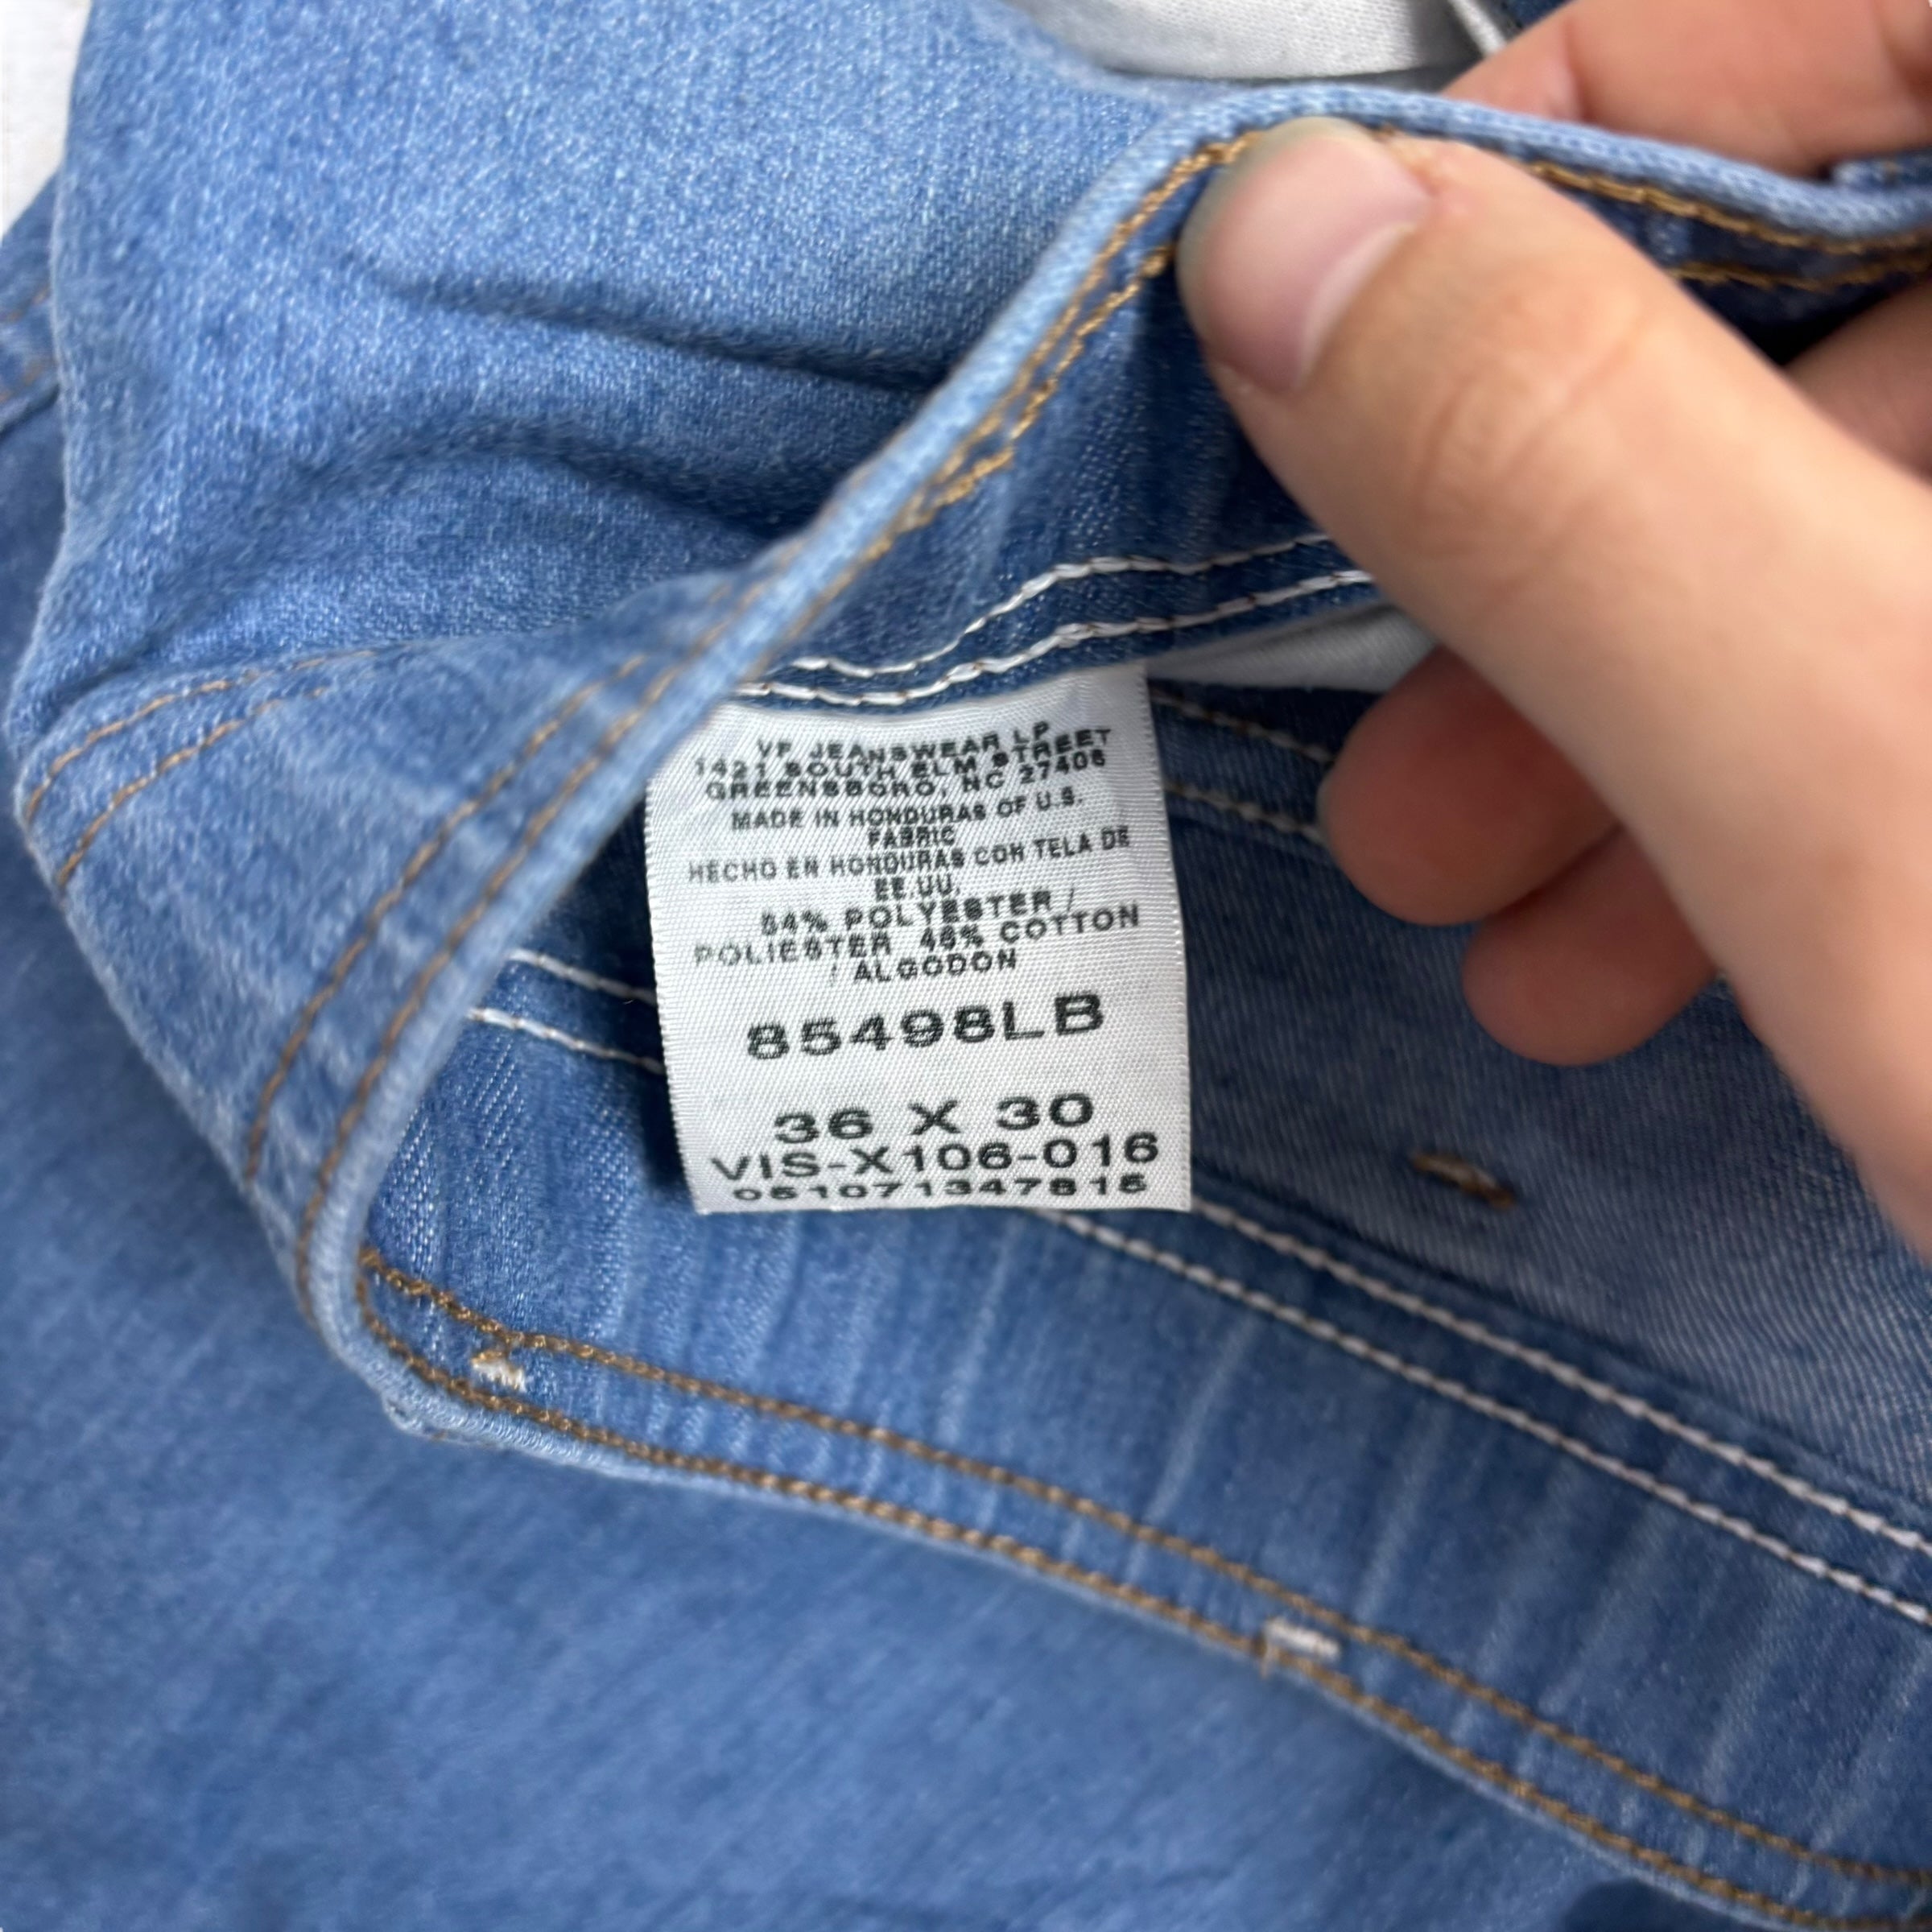 VF JEANSWEAR LP
1421 SOUTH ELM STREET
GREENSBORO, NC 27406
MADE IN HONDURAS OF U.S.
FABRIC
HECHO EN HONDURAS CON TELA DE
EE.UU.
54% POLYESTER /
POLIESTER 46% COTTON
/ ALGODON
85498LB
36 X 30
VIS-X106-016